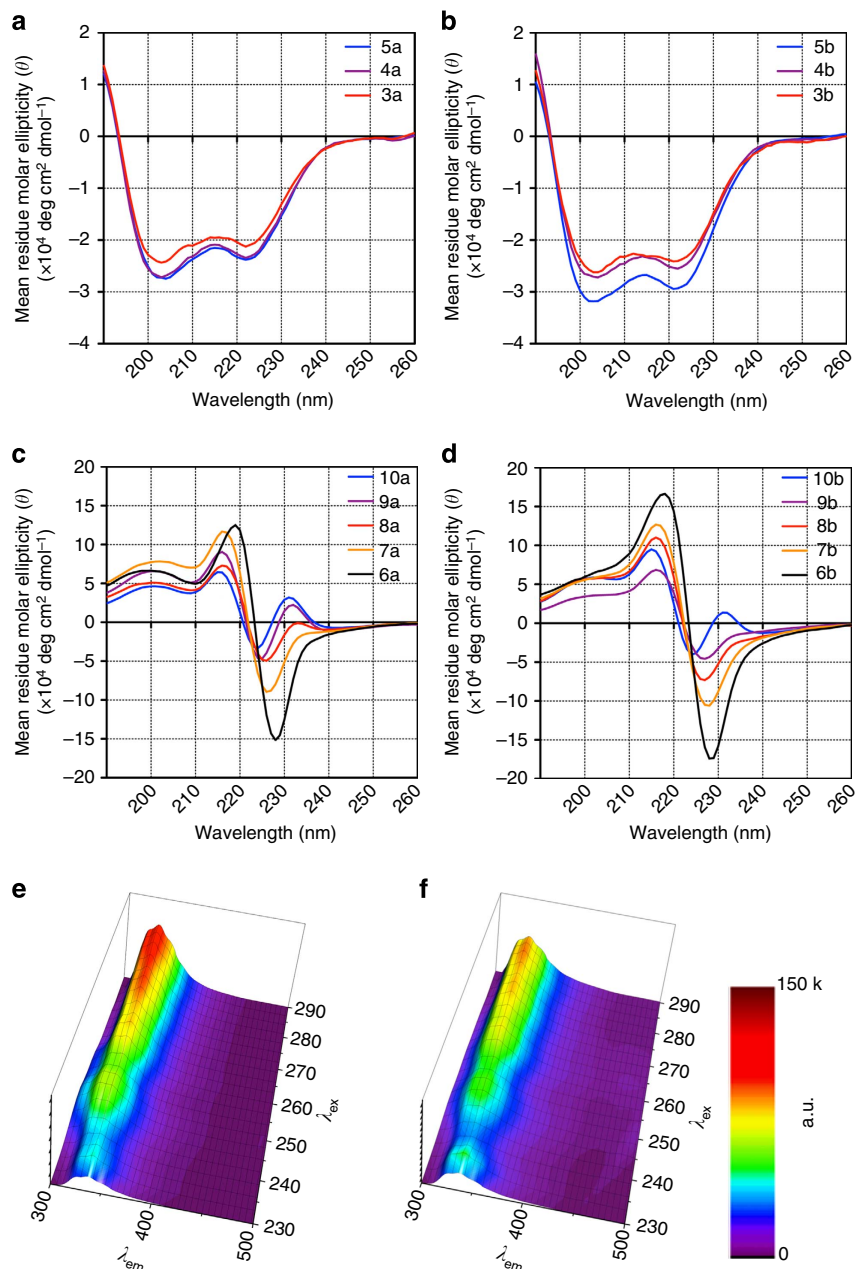 a
2
1
0
−1
−2
−3
−4
5a
4a
3a
200
210
220
230
240
250
260
Mean residue molar ellipticity (θ)
(×10⁴ deg cm² dmol⁻¹)
Wavelength (nm)
b
2
1
0
−1
−2
−3
−4
5b
4b
3b
200
210
220
230
240
250
260
Mean residue molar ellipticity (θ)
(×10⁴ deg cm² dmol⁻¹)
Wavelength (nm)
c
20
15
10
5
0
−5
−10
−15
−20
10a
9a
8a
7a
6a
200
210
220
230
240
250
260
Mean residue molar ellipticity (θ)
(×10⁴ deg cm² dmol⁻¹)
Wavelength (nm)
d
20
15
10
5
0
−5
−10
−15
−20
10b
9b
8b
7b
6b
200
210
220
230
240
250
260
Mean residue molar ellipticity (θ)
(×10⁴ deg cm² dmol⁻¹)
Wavelength (nm)
e
290
280
270
260
250
240
230
λex
300
400
500
λem
f
290
280
270
260
250
240
230
λex
300
400
500
λem
150 k
a.u.
0